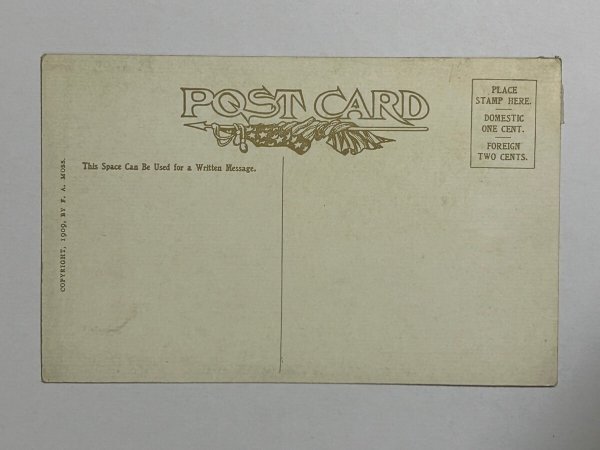 POST CARD
PLACE
STAMP HERE.
DOMESTIC
ONE CENT.
FOREIGN
TWO CENTS.
This Space Can Be Used for a Written Message.
COPYRIGHT, 1909, BY F. A. MOSS.